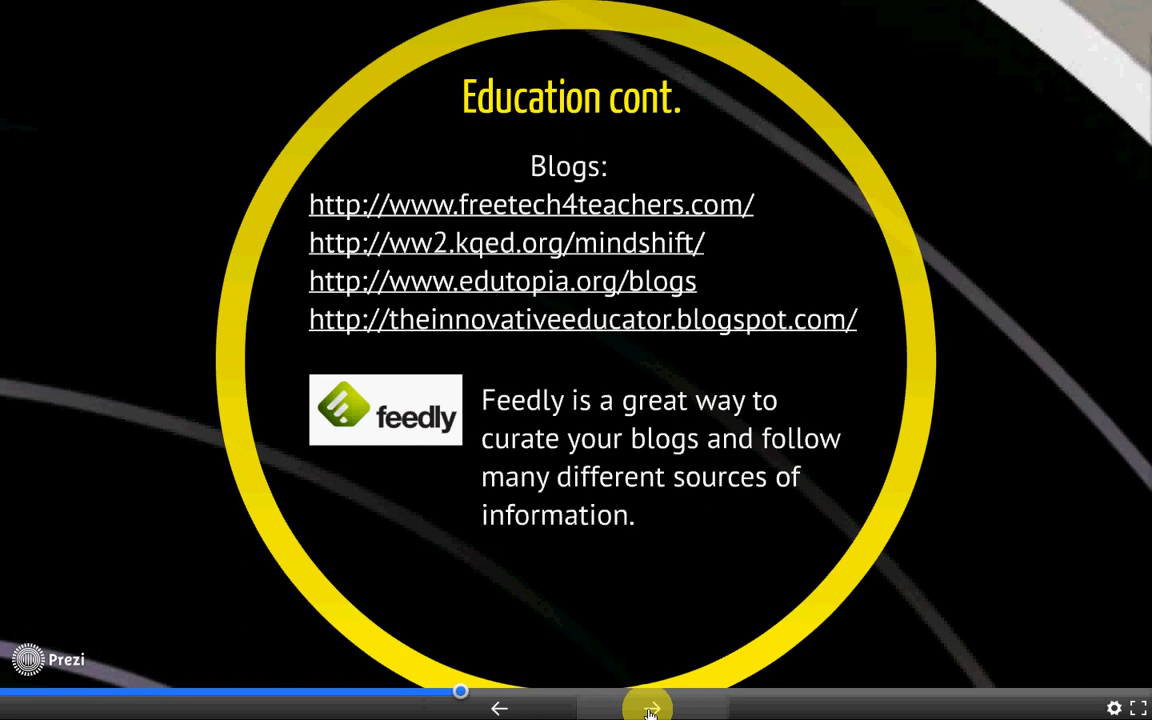 Education cont.
Blogs:
http://www.freetech4teachers.com/
http://ww2.kqed.org/mindshift/
http://www.edutopia.org/blogs
http://theinnovativeeducator.blogspot.com/
feedly
Feedly is a great way to
curate your blogs and follow
many different sources of
information.
Prezi